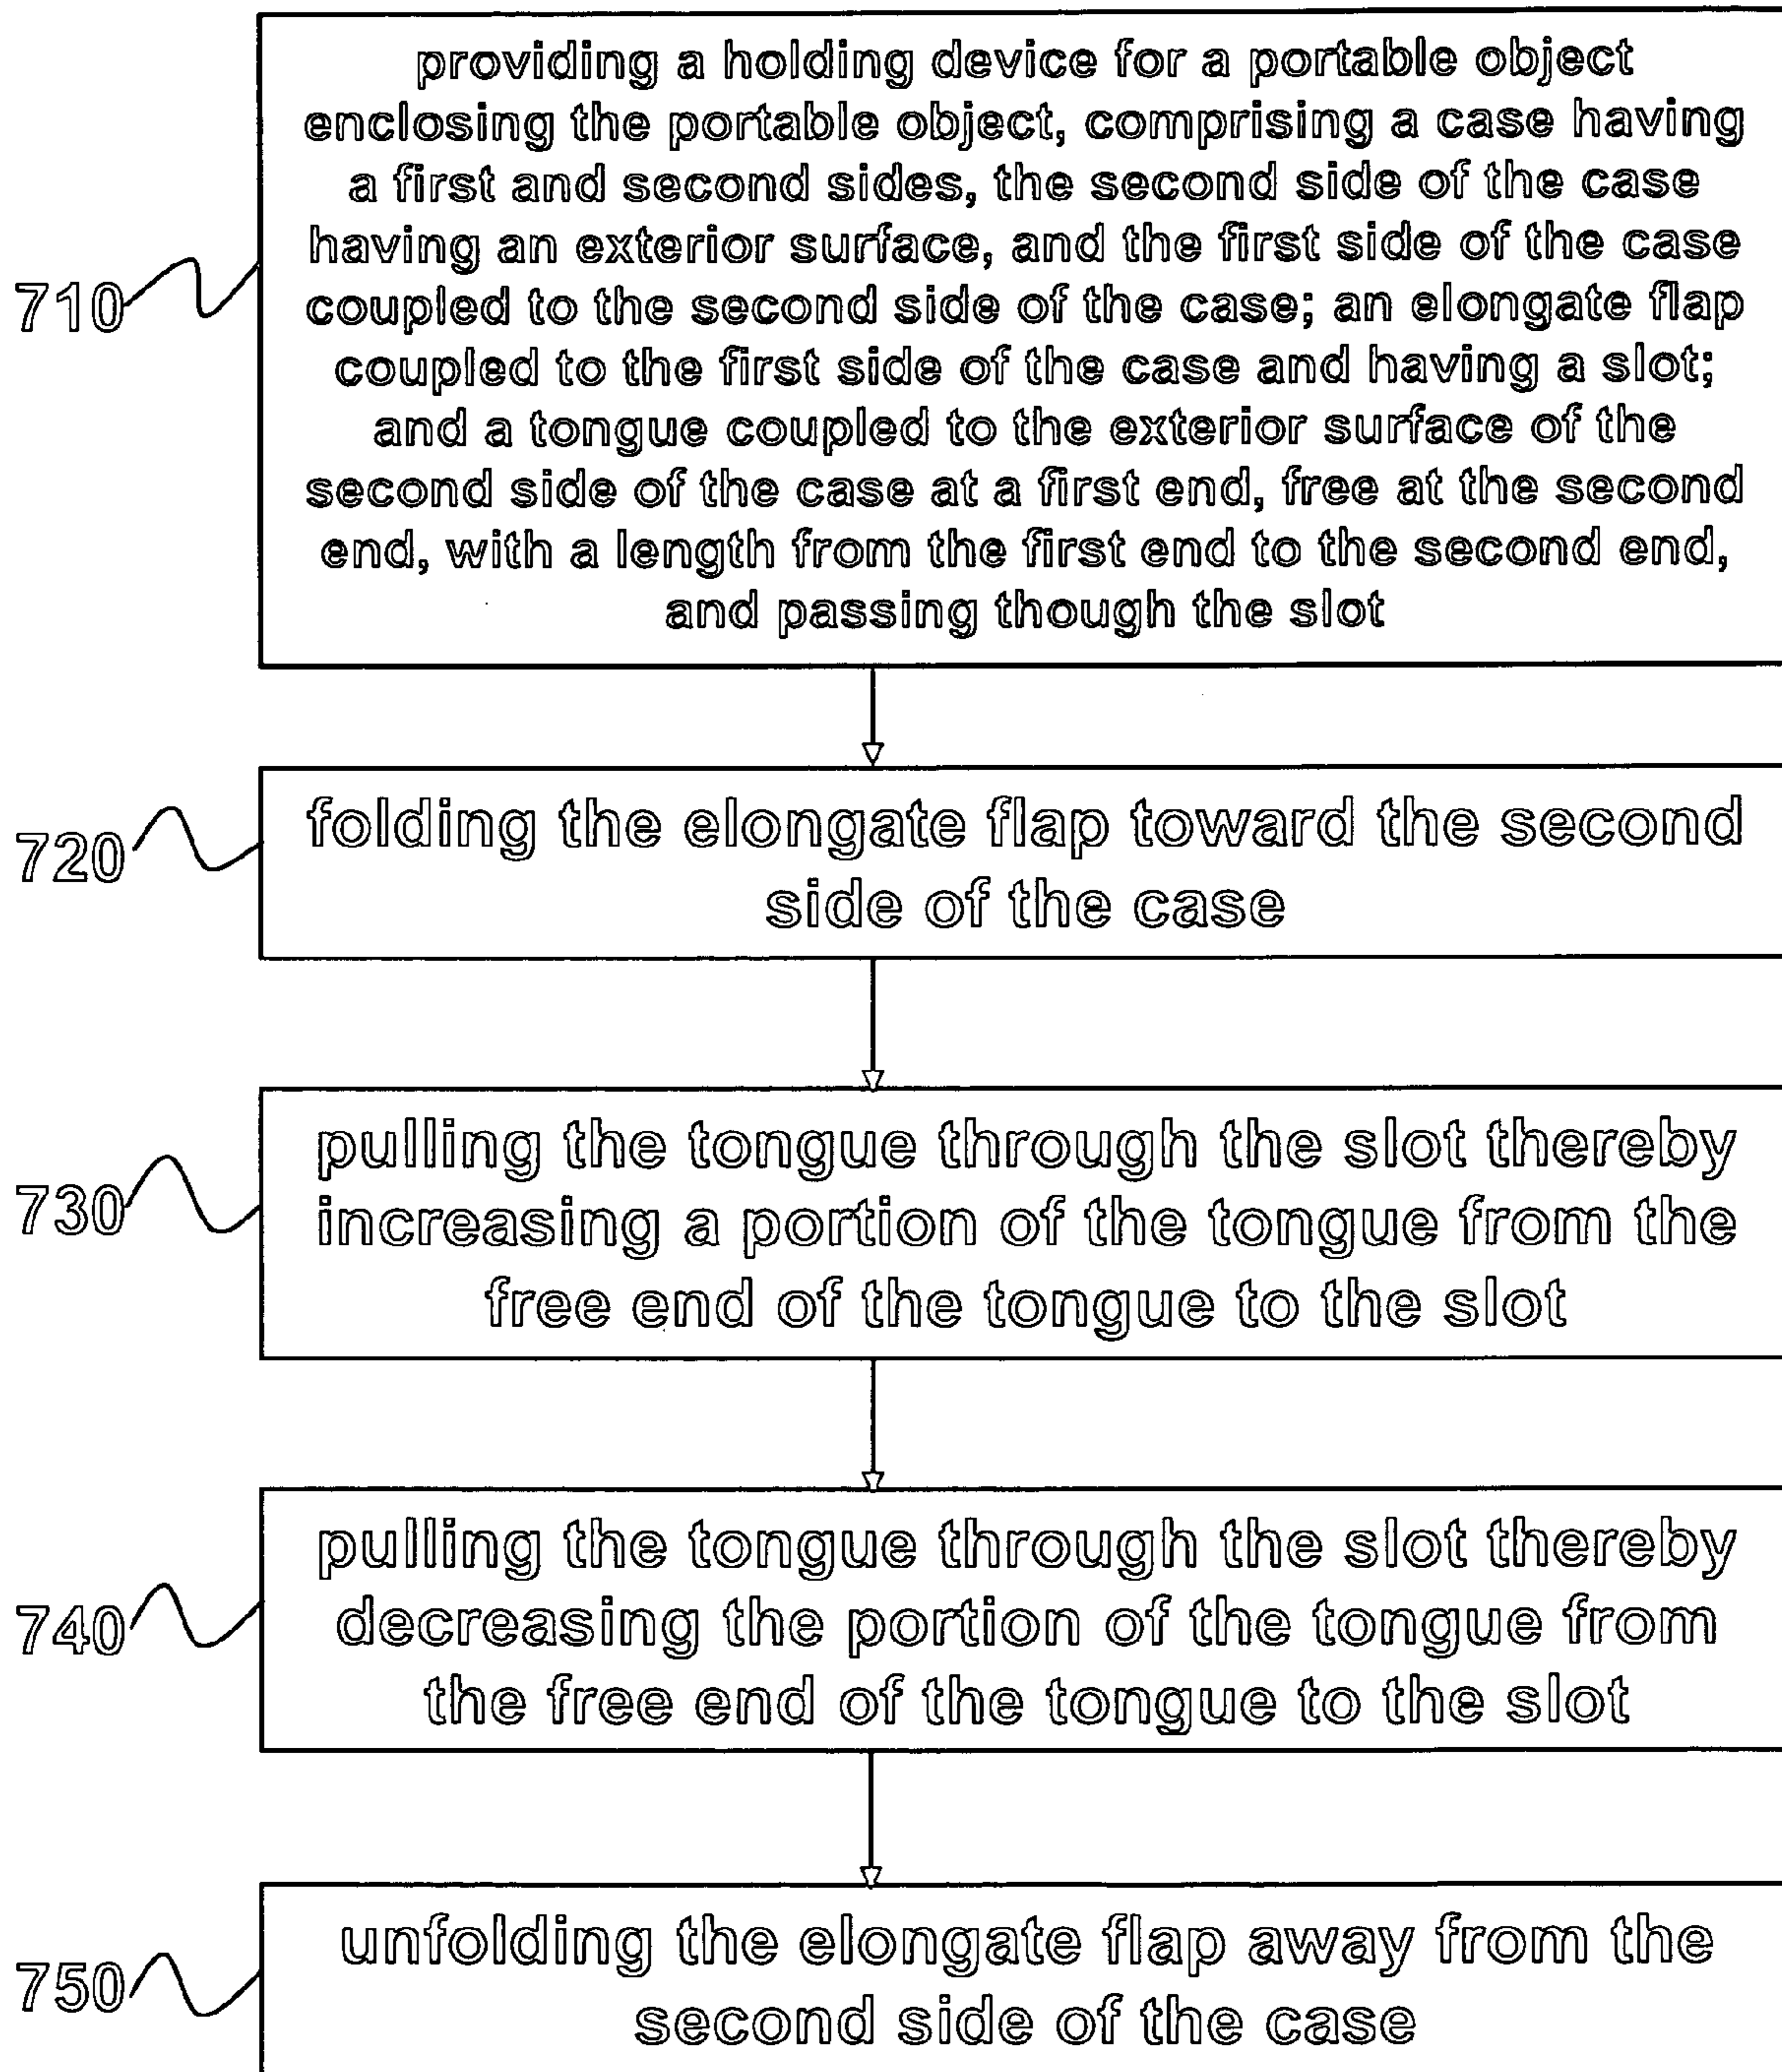 providing a holding device for a portable object
enclosing the portable object, comprising a case having
a first and second sides, the second side of the case
having an exterior surface, and the first side of the case
710
coupled to the second side of the case; an elongate flap
coupled to the first side of the case and having a slot;
and a tongue coupled to the exterior surface of the
second side of the case at a first end, free at the second
end, with a length from the first end to the second end,
and passing though the slot
720
folding the elongate flap toward the second
side of the case
730
pulling the tongue through the slot thereby
increasing a portion of the tongue from the
free end of the tongue to the slot
740
pulling the tongue through the slot thereby
decreasing the portion of the tongue from
the free end of the tongue to the slot
750
unfolding the elongate flap away from the
second side of the case